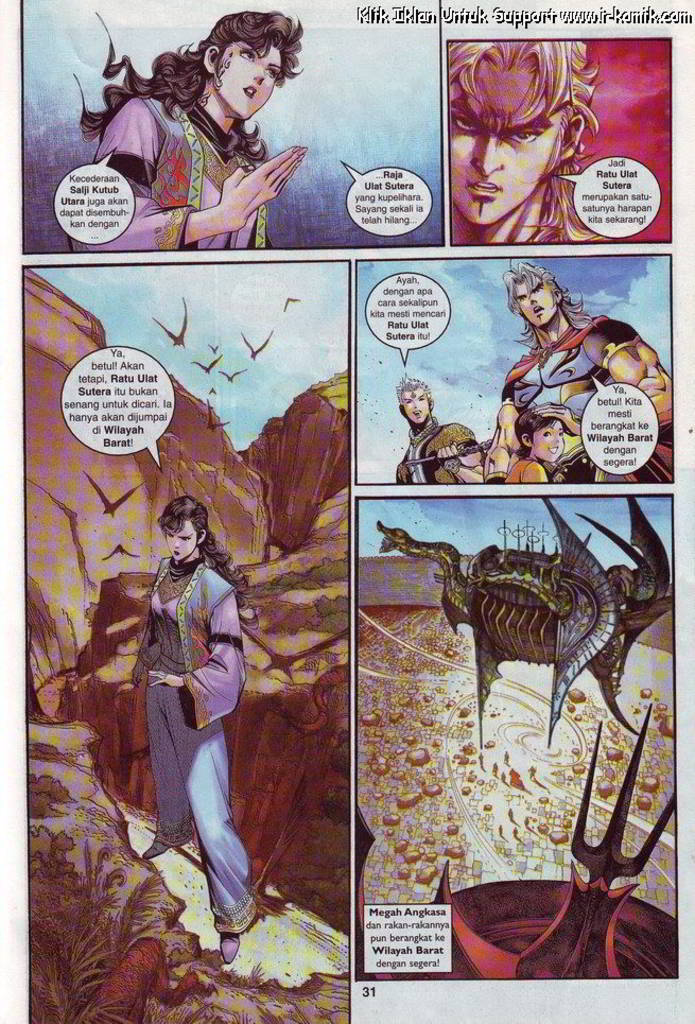 Klik Iklan Untuk Support www.ir-komik.com
Kecederaan
Salji Kutub
Utara juga akan
dapat disembuh-
kan dengan
...
...Raja
Ulat Sutera
yang kupelihara.
Sayang sekali ia
telah hilang...
Jadi
Ratu Ulat
Sutera
merupakan satu-
satunya harapan
kita sekarang!
Ya,
betul! Akan
tetapi, Ratu Ulat
Sutera itu bukan
senang untuk dicari. Ia
hanya akan dijumpai
di Wilayah
Barat!
Ayah,
dengan apa
cara sekalipun
kita mesti mencari
Ratu Ulat
Sutera itu!
Ya,
betul! Kita
mesti
berangkat ke
Wilayah Barat
dengan
segera!
Megah Angkasa
dan rakan-rakannya
pun berangkat ke
Wilayah Barat
dengan segera!
31